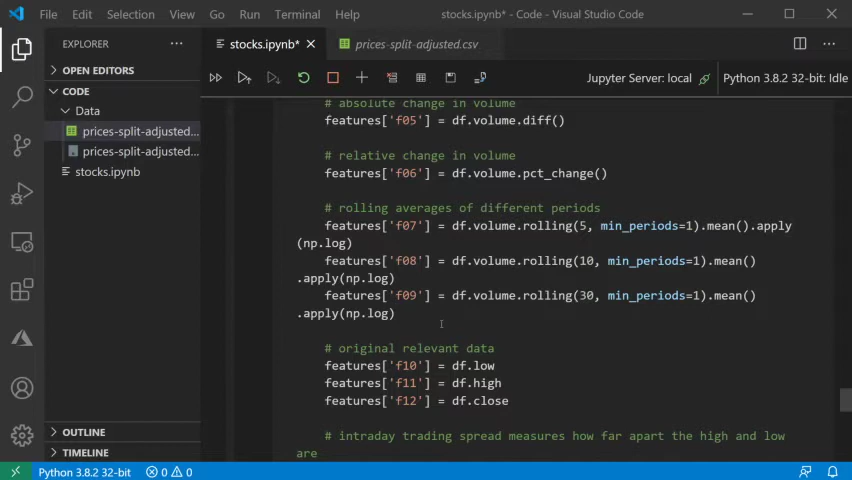 File Edit Selection View Go Run Terminal Help stocks.ipynb* - Code - Visual Studio Code
EXPLORER
stocks.ipynb*
prices-split-adjusted.csv
OPEN EDITORS
CODE
Data
prices-split-adjusted...
prices-split-adjusted...
stocks.ipynb
OUTLINE
TIMELINE
Jupyter Server: local Python 3.8.2 32-bit: Idle
# absolute change in volume
features['f05'] = df.volume.diff()
# relative change in volume
features['f06'] = df.volume.pct_change()
# rolling averages of different periods
features['f07'] = df.volume.rolling(5, min_periods=1).mean().apply
(np.log)
features['f08'] = df.volume.rolling(10, min_periods=1).mean()
.apply(np.log)
features['f09'] = df.volume.rolling(30, min_periods=1).mean()
.apply(np.log)
# original relevant data
features['f10'] = df.low
features['f11'] = df.high
features['f12'] = df.close
# intraday trading spread measures how far apart the high and low
are
Python 3.8.2 32-bit 0 0